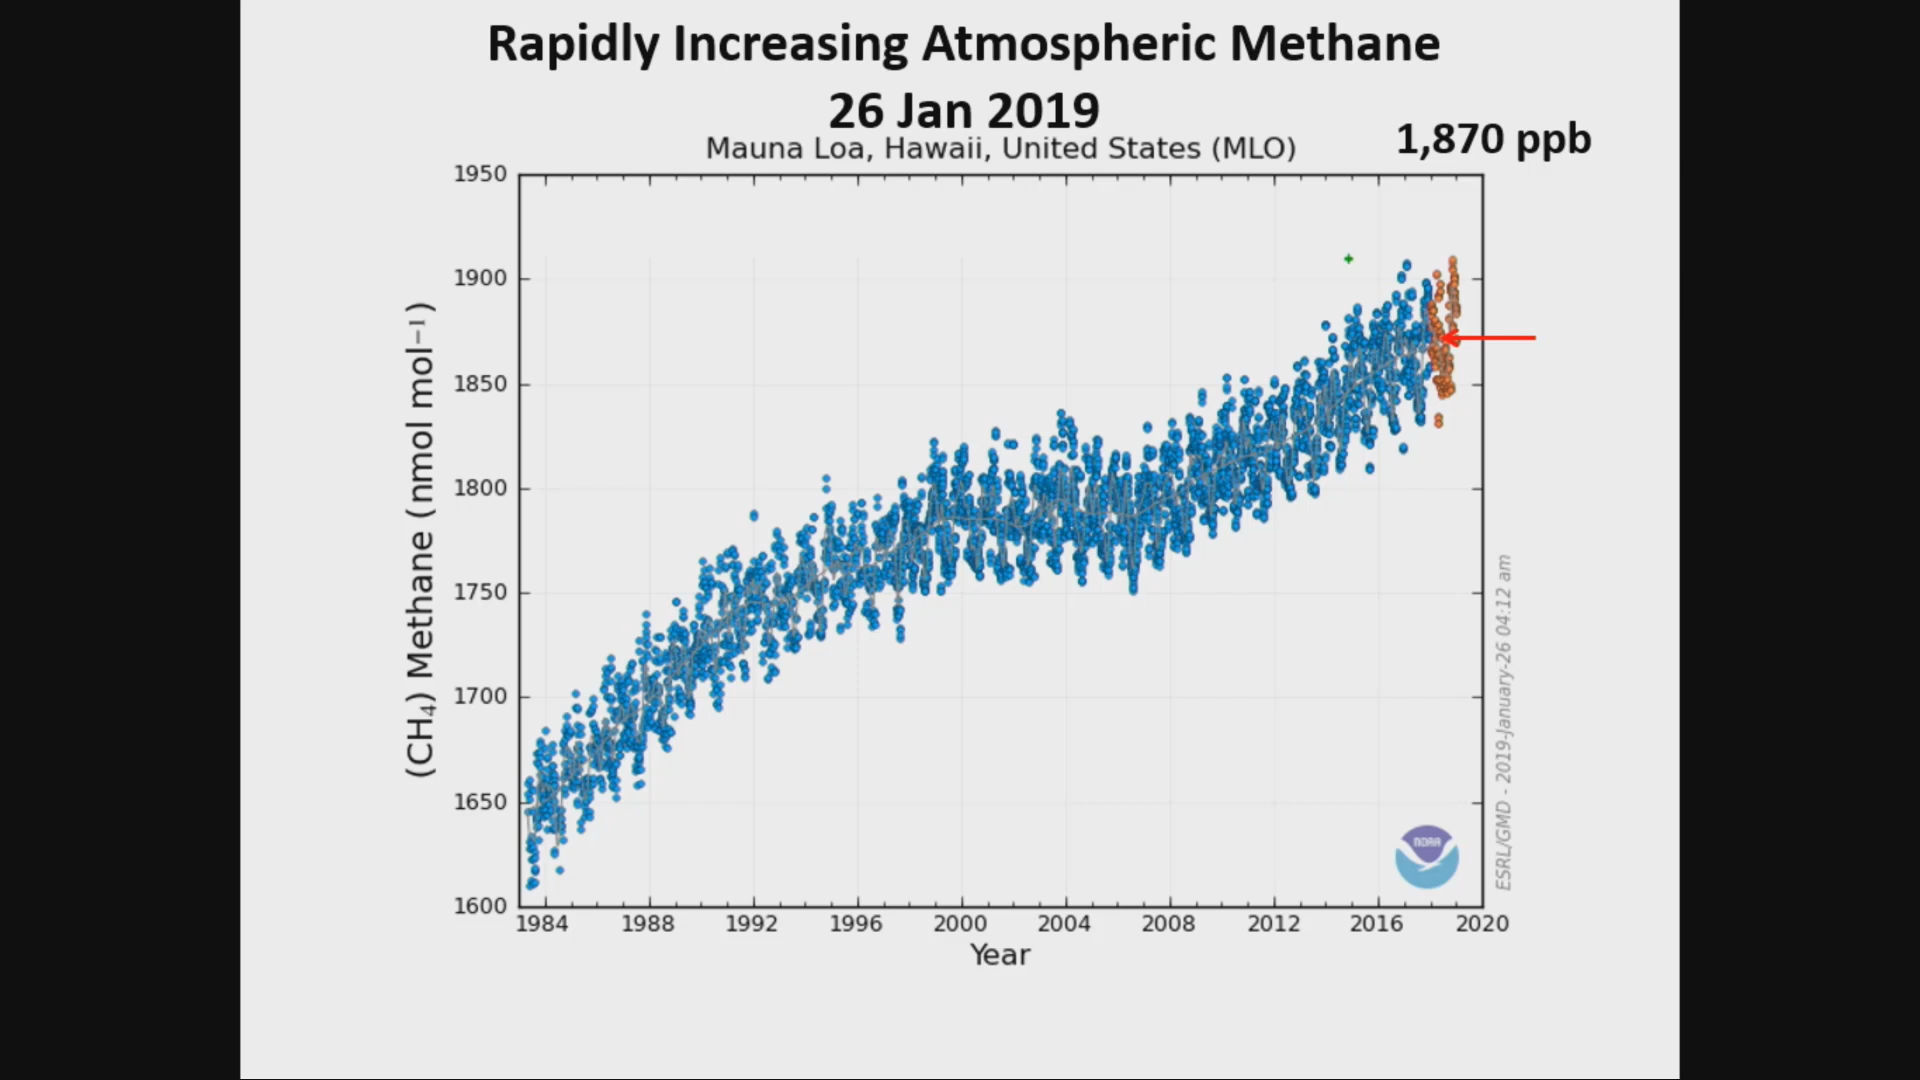 Rapidly Increasing Atmospheric Methane
26 Jan 2019
1,870 ppb
Mauna Loa, Hawaii, United States (MLO)
(CH₄) Methane (nmol mol⁻¹)
1950
1900
1850
1800
1750
1700
1650
1600
1984 1988 1992 1996 2000 2004 2008 2012 2016 2020
Year
NOAA
ESRL/GMD - 2019-January-26 04:12 am